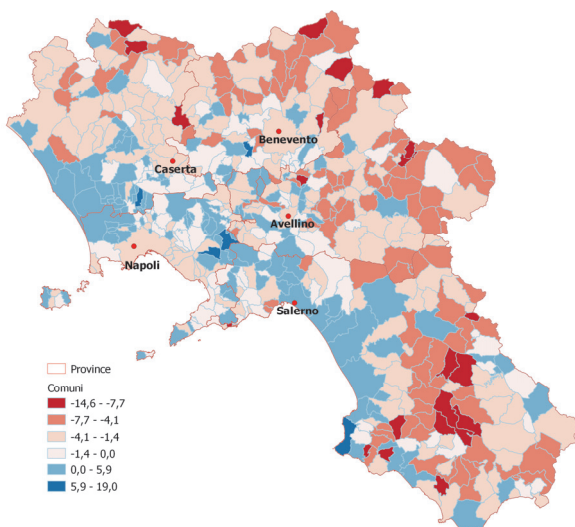 Benevento
Caserta
Avellino
Napoli
Salerno
Province
Comuni
-14,6 - -7,7
-7,7 - -4,1
-4,1 - -1,4
-1,4 - 0,0
0,0 - 5,9
5,9 - 19,0